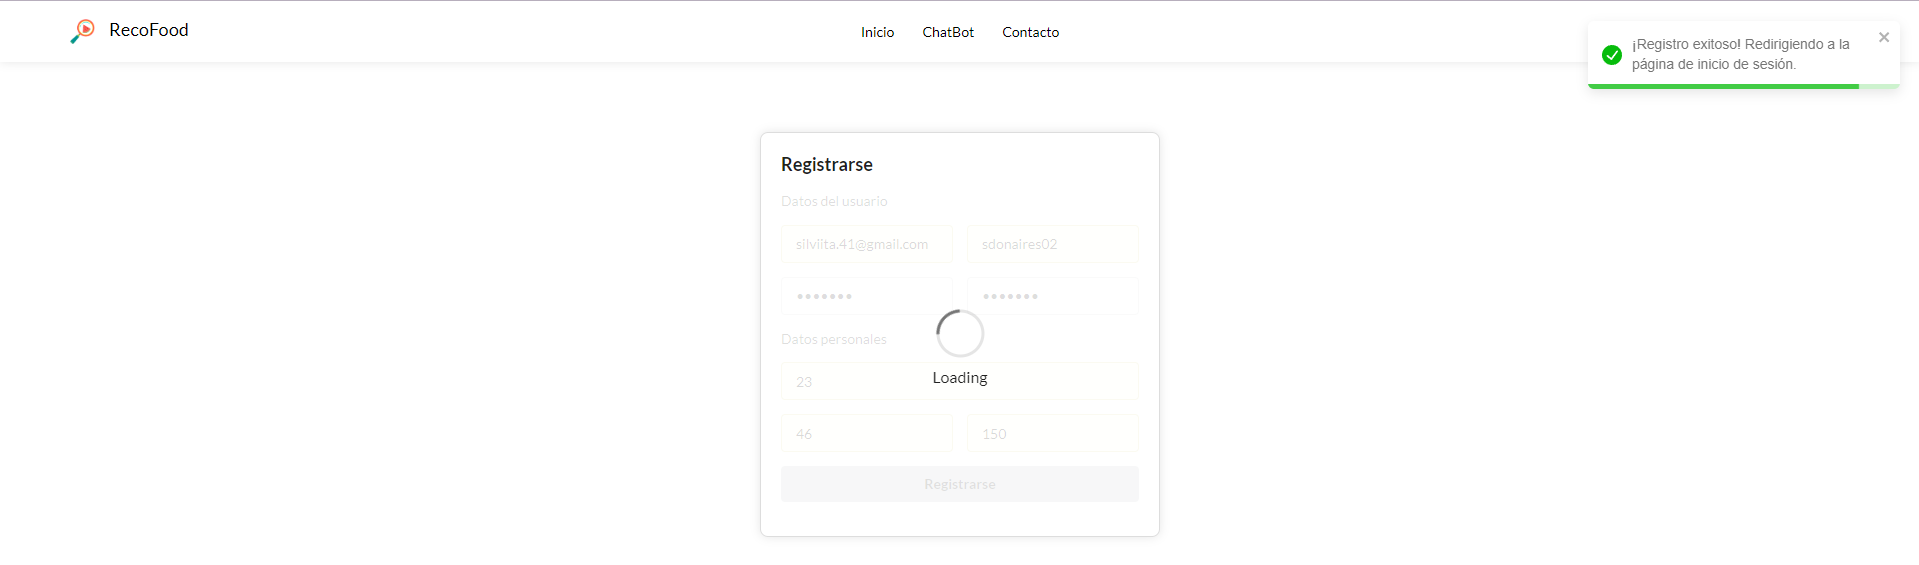 RecoFood
Inicio ChatBot Contacto
¡Registro exitoso! Redirigiendo a la
página de inicio de sesión.
Registrarse
Datos del usuario
silviita.41@gmail.com sdonaires02
••••••• •••••••
Datos personales
23
Loading
46 150
Registrarse